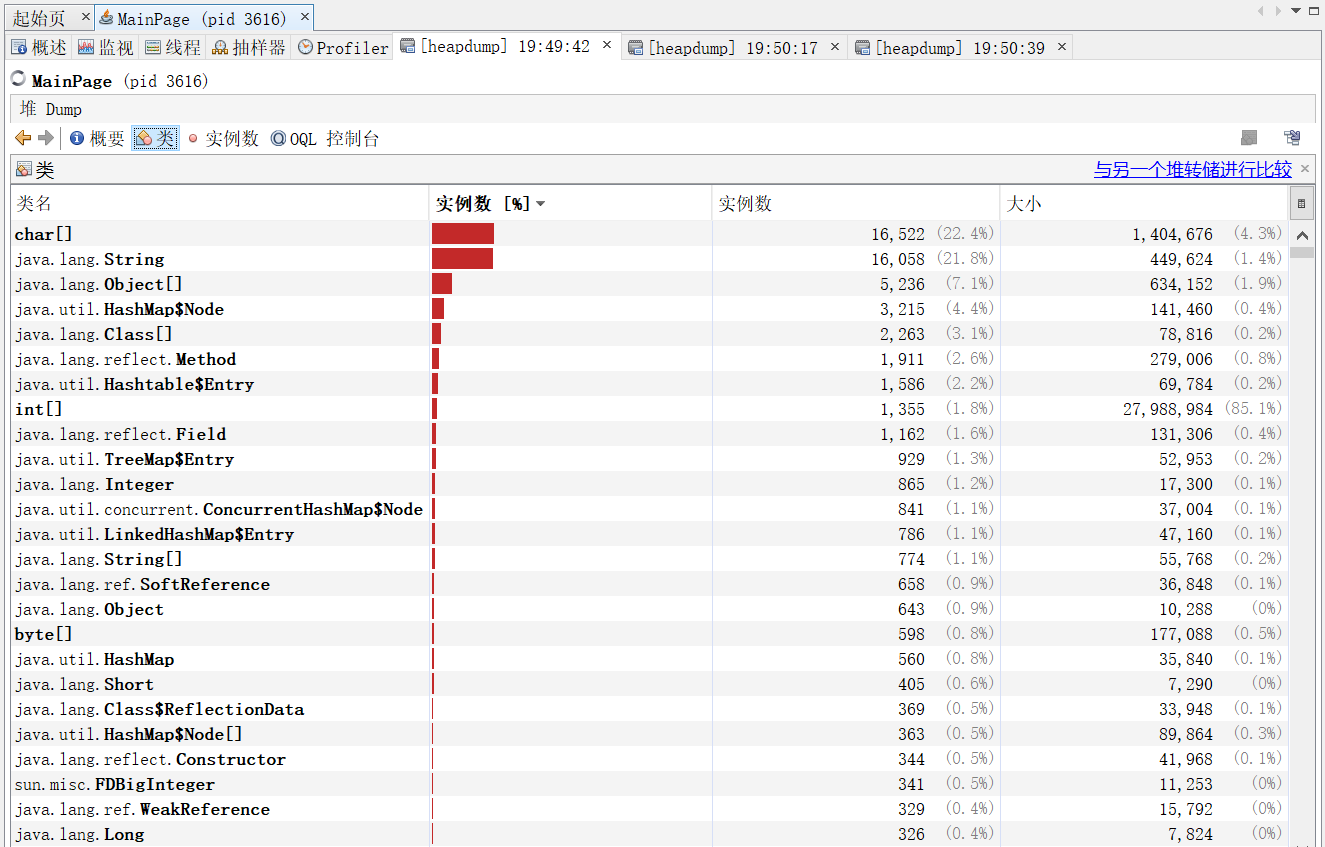 起始页 × MainPage (pid 3616) ×
概述 监视 线程 抽样器 Profiler [heapdump] 19:49:42 × [heapdump] 19:50:17 × [heapdump] 19:50:39 ×
MainPage (pid 3616)
堆 Dump
概要 类 实例数 OQL 控制台
类 与另一个堆转储进行比较 ×
类名 实例数 [%] 实例数 大小
char[] 16,522 (22.4%) 1,404,676 (4.3%)
java.lang.String 16,058 (21.8%) 449,624 (1.4%)
java.lang.Object[] 5,236 (7.1%) 634,152 (1.9%)
java.util.HashMap$Node 3,215 (4.4%) 141,460 (0.4%)
java.lang.Class[] 2,263 (3.1%) 78,816 (0.2%)
java.lang.reflect.Method 1,911 (2.6%) 279,006 (0.8%)
java.util.Hashtable$Entry 1,586 (2.2%) 69,784 (0.2%)
int[] 1,355 (1.8%) 27,988,984 (85.1%)
java.lang.reflect.Field 1,162 (1.6%) 131,306 (0.4%)
java.util.TreeMap$Entry 929 (1.3%) 52,953 (0.2%)
java.lang.Integer 865 (1.2%) 17,300 (0.1%)
java.util.concurrent.ConcurrentHashMap$Node 841 (1.1%) 37,004 (0.1%)
java.util.LinkedHashMap$Entry 786 (1.1%) 47,160 (0.1%)
java.lang.String[] 774 (1.1%) 55,768 (0.2%)
java.lang.ref.SoftReference 658 (0.9%) 36,848 (0.1%)
java.lang.Object 643 (0.9%) 10,288 (0%)
byte[] 598 (0.8%) 177,088 (0.5%)
java.util.HashMap 560 (0.8%) 35,840 (0.1%)
java.lang.Short 405 (0.6%) 7,290 (0%)
java.lang.Class$ReflectionData 369 (0.5%) 33,948 (0.1%)
java.util.HashMap$Node[] 363 (0.5%) 89,864 (0.3%)
java.lang.reflect.Constructor 344 (0.5%) 41,968 (0.1%)
sun.misc.FDBigInteger 341 (0.5%) 11,253 (0%)
java.lang.ref.WeakReference 329 (0.4%) 15,792 (0%)
java.lang.Long 326 (0.4%) 7,824 (0%)